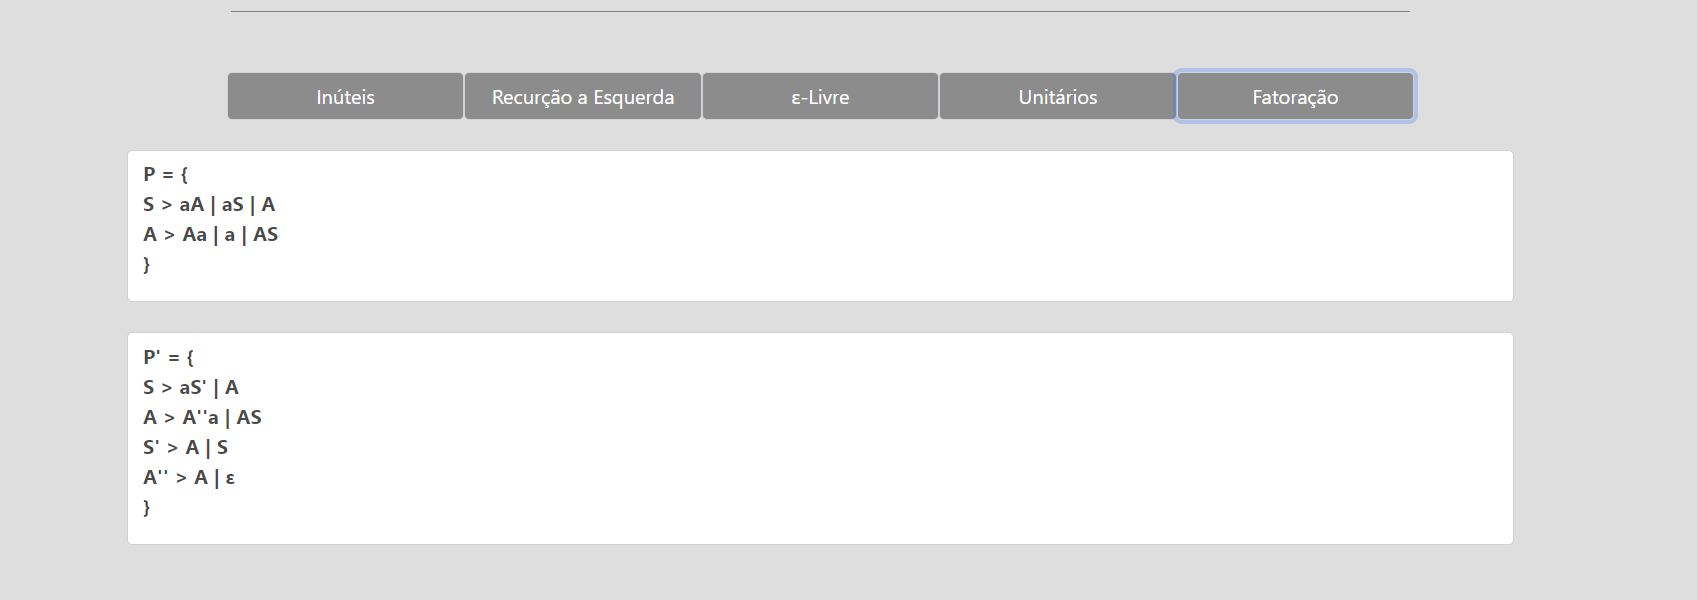 Inúteis Recurção a Esquerda ε-Livre Unitários Fatoração
P = {
S > aA | aS | A
A > Aa | a | AS
}
P' = {
S > aS' | A
A > A''a | AS
S' > A | S
A'' > A | ε
}